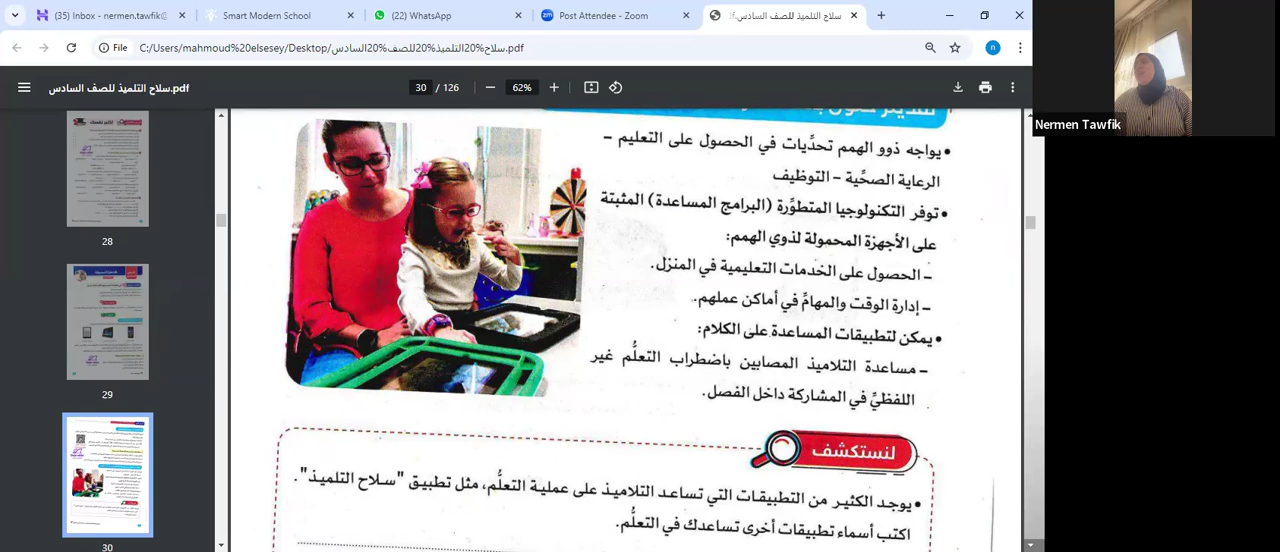 (35) Inbox - nermen.tawfik@
Smart Modern School
(22) WhatsApp
Post Attendee - Zoom
سلاح التلميذ للصف السادس.pdf
File
C:/Users/mahmoud%20elsesey/Desktop/سلاح%20التلميذ%20للصف%20السادس.pdf
سلاح التلميذ للصف السادس.pdf
30 / 126
62%
Nermen Tawfik
28
29
30
• يواجه ذوو الهمم تحدِّيات في الحصول على التعليم –
الرعاية الصحِّية – التوظيف
• توفر التكنولوجيا المتطوِّرة (البرامج المساعدة) المثبتة
على الأجهزة المحمولة لذوي الهمم:
– الحصول على الخدمات التعليمية في المنزل.
– إدارة الوقت والمهامِّ في أماكن عملهم.
• يمكن لتطبيقات المساعدة على الكلام:
– مساعدة التلاميذ المصابين باضطراب التعلُّم غير
اللفظيِّ في المشاركة داخل الفصل.
لنستكشف
• يوجد الكثير من التطبيقات التي تساعد التلاميذ على عملية التعلُّم، مثل تطبيق "سلاح التلميذ"
اكتب أسماء تطبيقات أخرى تساعدك في التعلُّم.